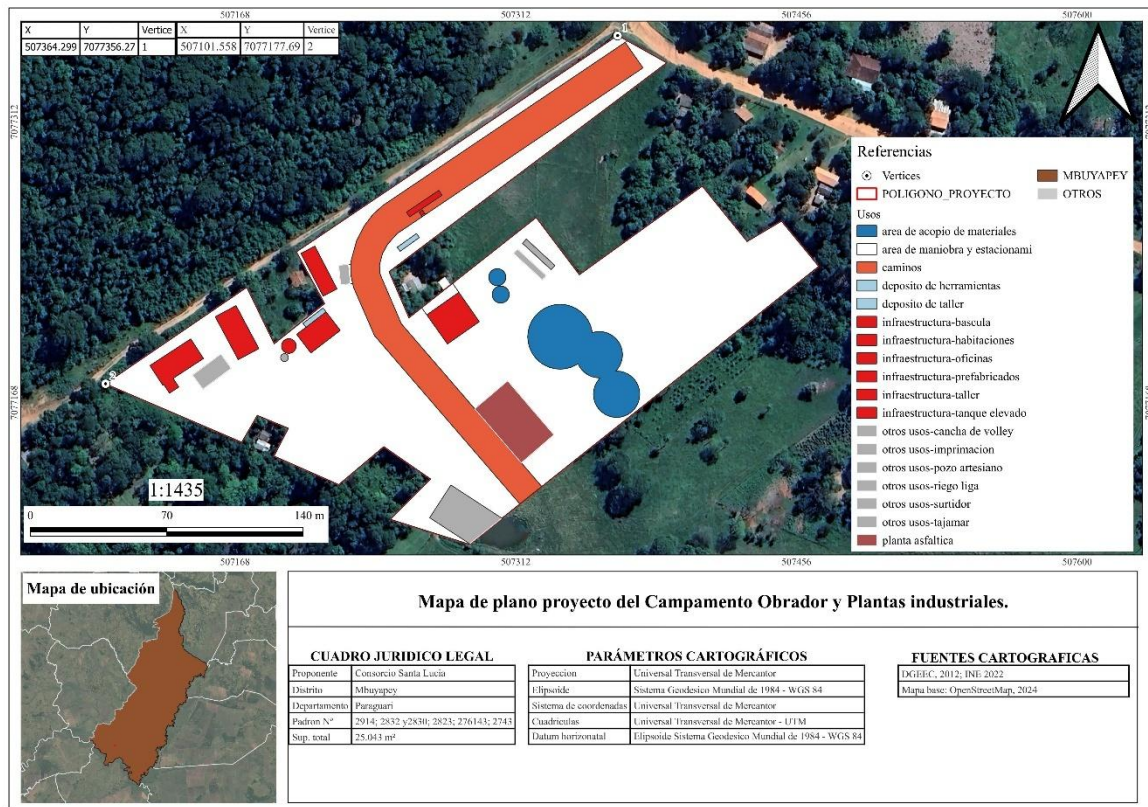 507168 507312 507456 507600
X Y Vertice X Y Vertice
507364.299 7077356.27 1 507101.558 7077177.69 2
1
7077312
Referencias
Vertices
POLIGONO_PROYECTO
MBUYAPEY
OTROS
Usos
area de acopio de materiales
area de maniobra y estacionami
caminos
deposito de herramientas
deposito de taller
infraestructura-bascula
infraestructura-habitaciones
infraestructura-oficinas
infraestructura-prefabricados
infraestructura-taller
infraestructura-tanque elevado
otros usos-cancha de volley
otros usos-imprimacion
otros usos-pozo artesiano
otros usos-riego liga
otros usos-surtidor
otros usos-tajamar
planta asfaltica
2
7077168
1:1435
0 70 140 m
507168 507312 507456 507600
Mapa de ubicación
Mapa de plano proyecto del Campamento Obrador y Plantas industriales.
CUADRO JURIDICO LEGAL
Proponente Consorcio Santa Lucia
Distrito Mbuyapey
Departamento Paraguari
Padron Nº 2914; 2832 y2830; 2823; 276143; 2743
Sup. total 25.043 m²
PARÁMETROS CARTOGRÁFICOS
Proyeccion Universal Transversal de Mercantor
Elipsoide Sistema Geodesico Mundial de 1984 - WGS 84
Sistema de coordenadas Universal Transversal de Mercantor
Cuadriculas Universal Transversal de Mercantor - UTM
Datum horizonatal Elipsoide Sistema Geodesico Mundial de 1984 - WGS 84
FUENTES CARTOGRAFICAS
DGEEC, 2012; INE 2022
Mapa base: OpenStreetMap, 2024